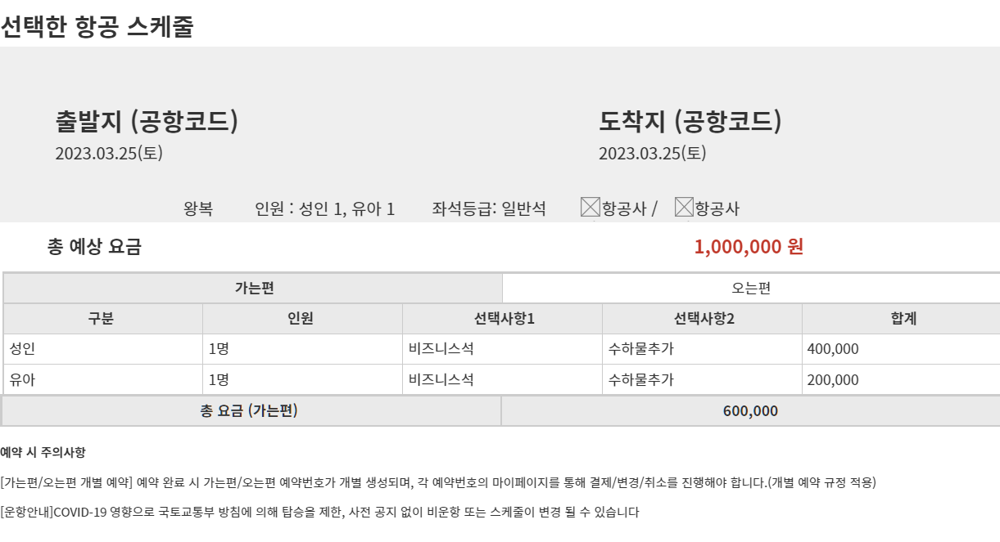 선택한 항공 스케줄
출발지 (공항코드) 도착지 (공항코드)
2023.03.25(토) 2023.03.25(토)
왕복 인원 : 성인 1, 유아 1 좌석등급: 일반석 항공사 / 항공사
총 예상 요금 1,000,000 원
가는편 오는편
구분 인원 선택사항1 선택사항2 합계
성인 1명 비즈니스석 수하물추가 400,000
유아 1명 비즈니스석 수하물추가 200,000
총 요금 (가는편) 600,000
예약 시 주의사항
[가는편/오는편 개별 예약] 예약 완료 시 가는편/오는편 예약번호가 개별 생성되며, 각 예약번호의 마이페이지를 통해 결제/변경/취소를 진행해야 합니다.(개별 예약 규정 적용)
[운항안내]COVID-19 영향으로 국토교통부 방침에 의해 탑승을 제한, 사전 공지 없이 비운항 또는 스케줄이 변경 될 수 있습니다